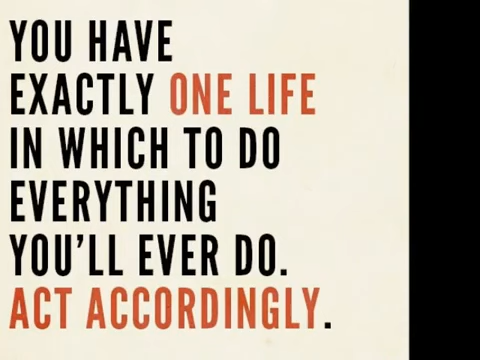 YOU HAVE
EXACTLY ONE LIFE
IN WHICH TO DO
EVERYTHING
YOU'LL EVER DO.
ACT ACCORDINGLY.